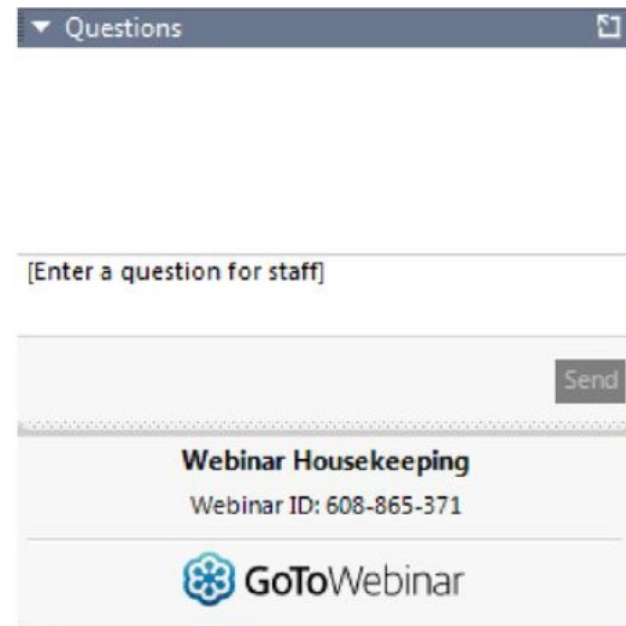 Questions
[Enter a question for staff]
Send
Webinar Housekeeping
Webinar ID: 608-865-371
GoToWebinar